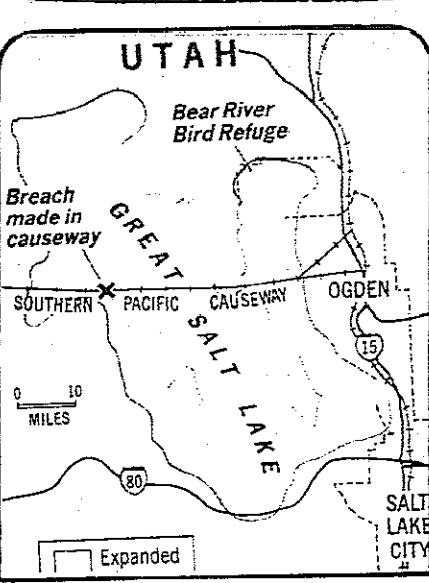 UTAH
Bear River
Bird Refuge
Breach
made in
causeway
GREAT SALT LAKE
SOUTHERN PACIFIC CAUSEWAY
OGDEN
15
0 10
MILES
80
SALT
LAKE
CITY
Expanded